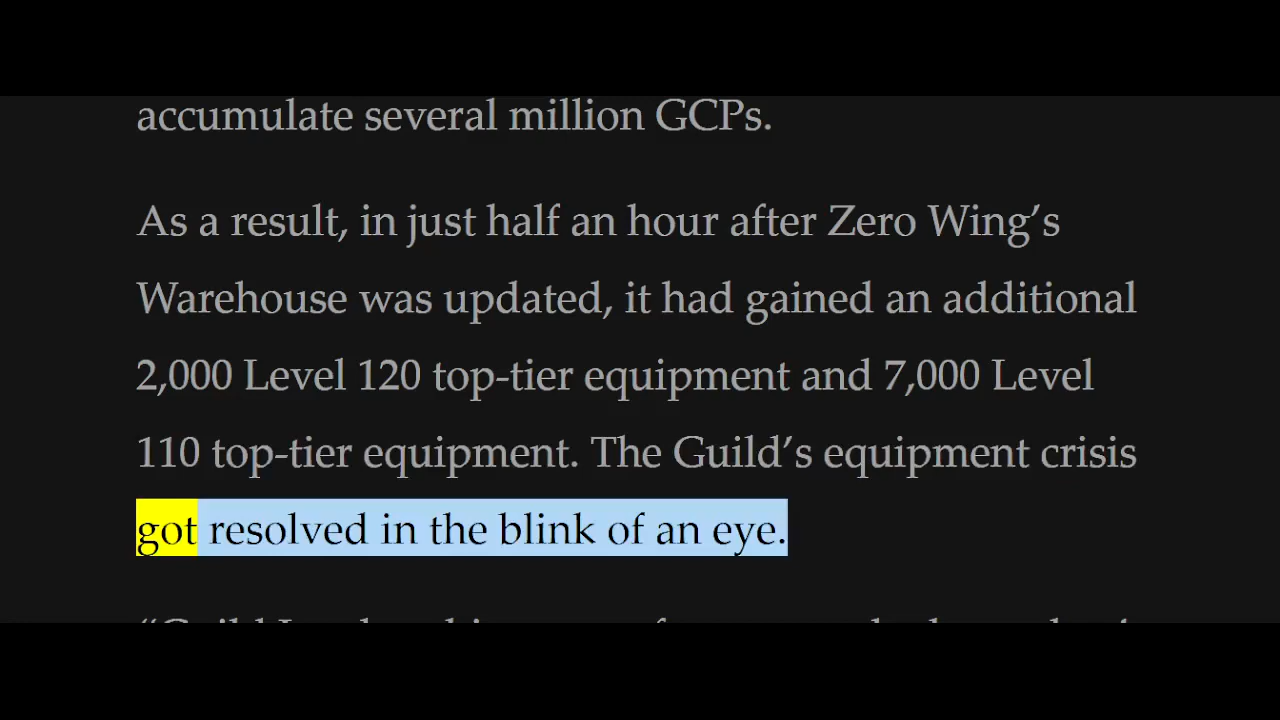 accumulate several million GCPs.
As a result, in just half an hour after Zero Wing’s
Warehouse was updated, it had gained an additional
2,000 Level 120 top-tier equipment and 7,000 Level
110 top-tier equipment. The Guild’s equipment crisis
got resolved in the blink of an eye.
“Guild